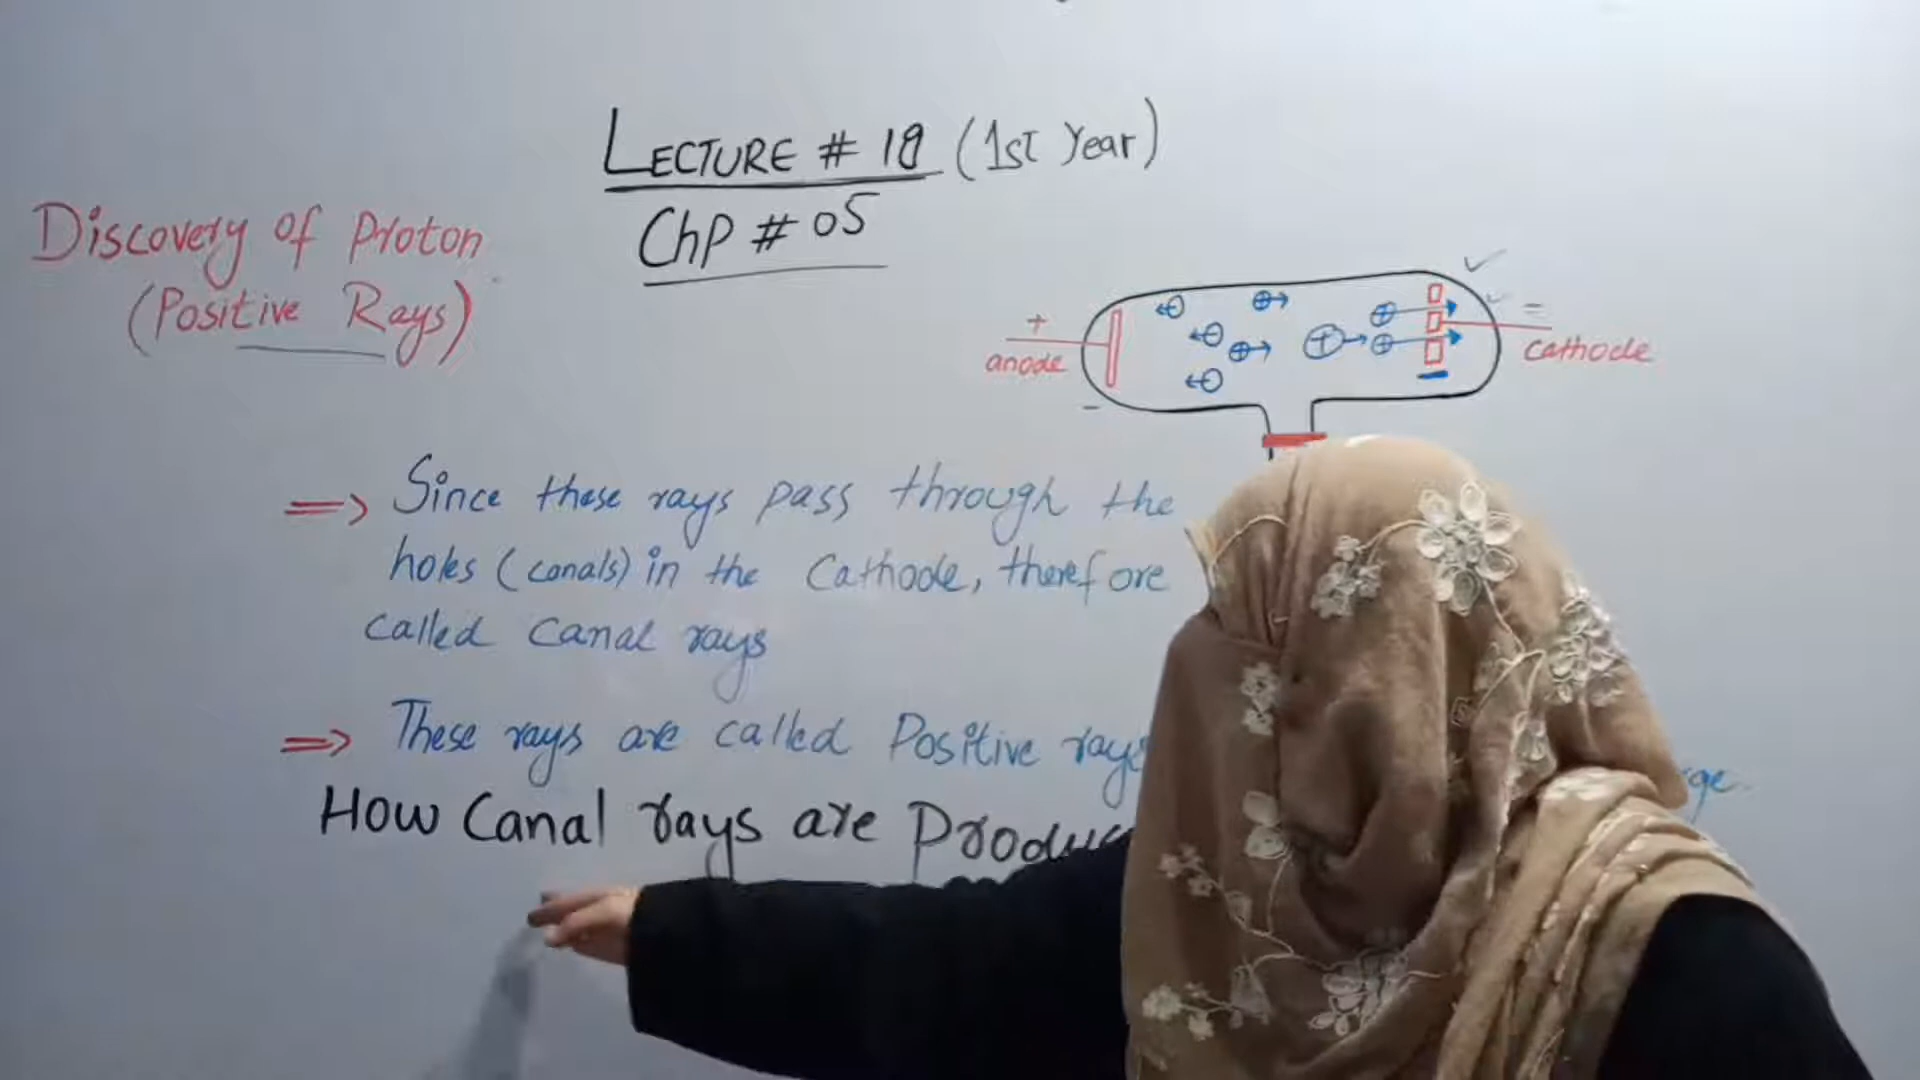 LECTURE # 18 (1st Year)
ChP # 05
Discovery of Proton
(Positive Rays)
+
anode
=
cathode
⇒ Since these rays pass through the
holes (canals) in the Cathode, therefore
called Canal rays
⇒ These rays are called Positive rays
How Canal rays are